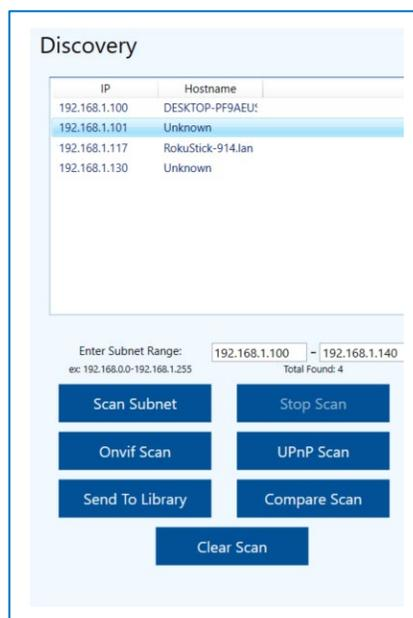 Discovery
IP Hostname
192.168.1.100 DESKTOP-PF9AEUS
192.168.1.101 Unknown
192.168.1.117 RokuStick-914.lan
192.168.1.130 Unknown
Enter Subnet Range: 192.168.1.100 - 192.168.1.140
ex: 192.168.0.0-192.168.1.255 Total Found: 4
Scan Subnet Stop Scan
Onvif Scan UPnP Scan
Send To Library Compare Scan
Clear Scan